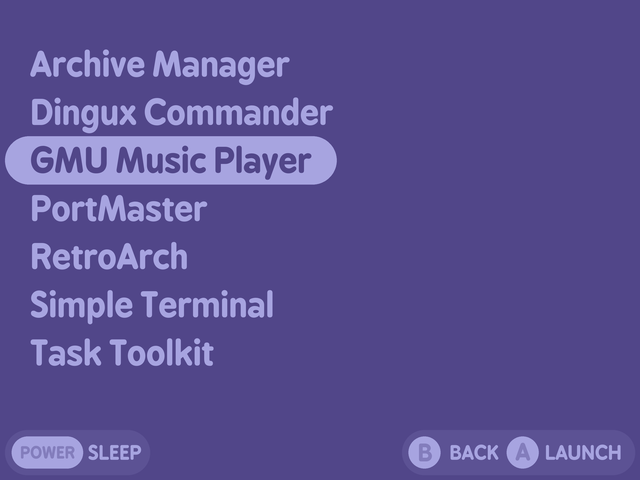 Archive Manager
Dingux Commander
GMU Music Player
PortMaster
RetroArch
Simple Terminal
Task Toolkit
POWER SLEEP B BACK A LAUNCH